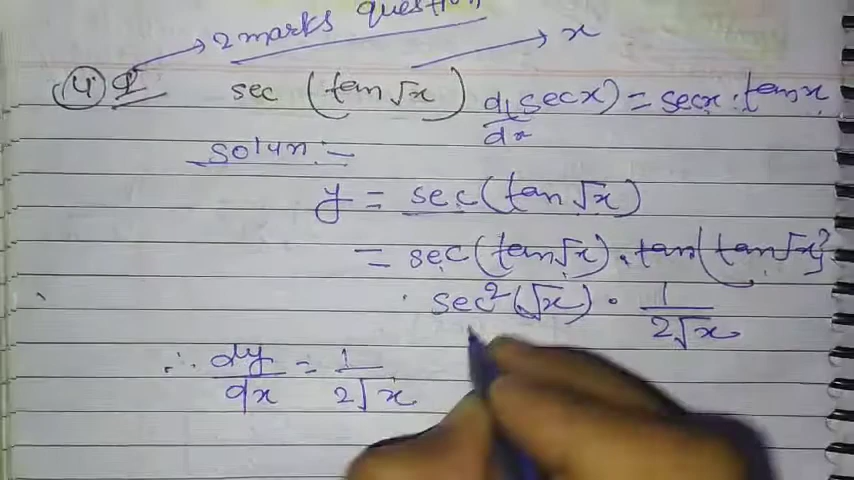 2 marks question
x
4 Q sec (tan √x) d/dx (sec x) = sec x · tan x
Solun :-
y = sec (tan √x)
= sec (tan √x) · tan (tan √x)
· sec² (√x) · 1/2√x
∴ dy/dx = 1/2√x